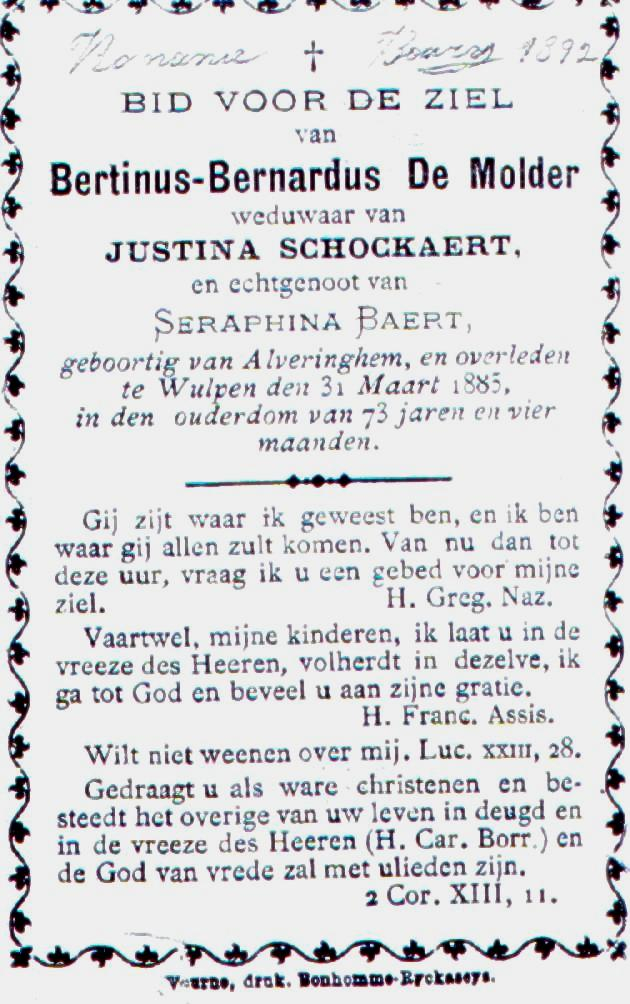 1892
BID VOOR DE ZIEL
van
Bertinus-Bernardus De Molder
weduwaar van
JUSTINA SCHOCKAERT,
en echtgenoot van
SERAPHINA BAERT,
geboortig van Alveringhem, en overleden
te Wulpen den 31 Maart 1885,
in den ouderdom van 73 jaren en vier
maanden.
Gij zijt waar ik geweest ben, en ik ben
waar gij allen zult komen. Van nu dan tot
deze uur, vraag ik u een gebed voor mijne
ziel. H. Greg. Naz.
Vaartwel, mijne kinderen, ik laat u in de
vreeze des Heeren, volherdt in dezelve, ik
ga tot God en beveel u aan zijne gratie.
H. Franc. Assis.
Wilt niet weenen over mij. Luc. XXIII, 28.
Gedraagt u als ware christenen en be-
steedt het overige van uw leven in deugd en
in de vreeze des Heeren (H. Car. Borr.) en
de God van vrede zal met ulieden zijn.
2 Cor. XIII, 11.
Veurne, druk. Bonhomme-Ryckaseys.